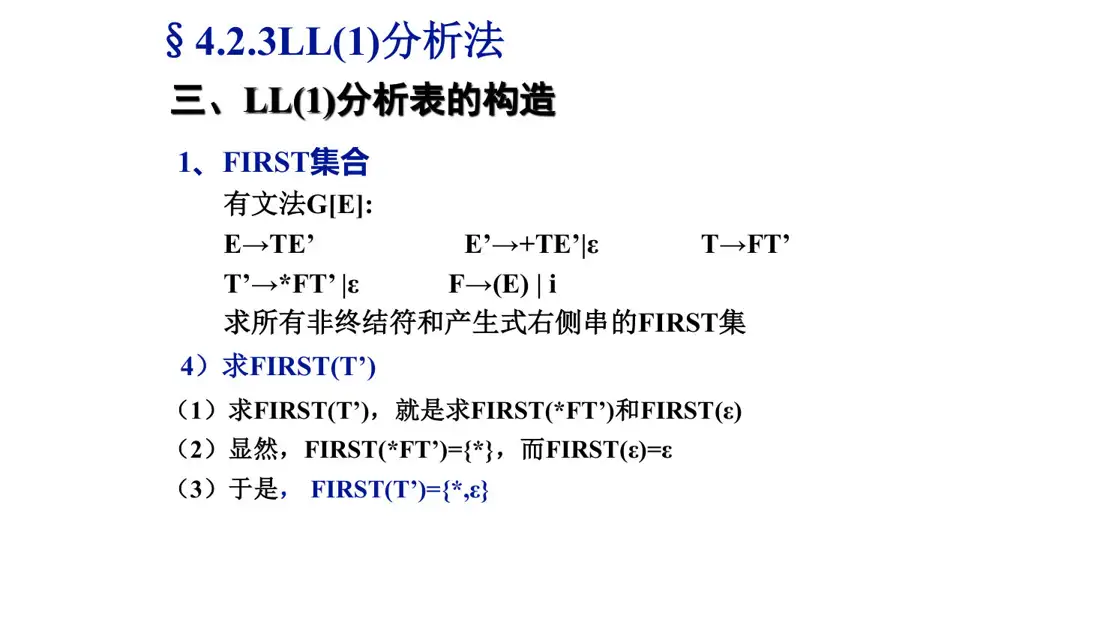 §4.2.3LL(1)分析法
三、LL(1)分析表的构造
1、FIRST集合
有文法G[E]:
E→TE’ E’→+TE’|ε T→FT’
T’→*FT’ |ε F→(E) | i
求所有非终结符和产生式右侧串的FIRST集
4）求FIRST(T’)
（1）求FIRST(T’)，就是求FIRST(*FT’)和FIRST(ε)
（2）显然，FIRST(*FT’)={*}，而FIRST(ε)=ε
（3）于是， FIRST(T’)={*,ε}